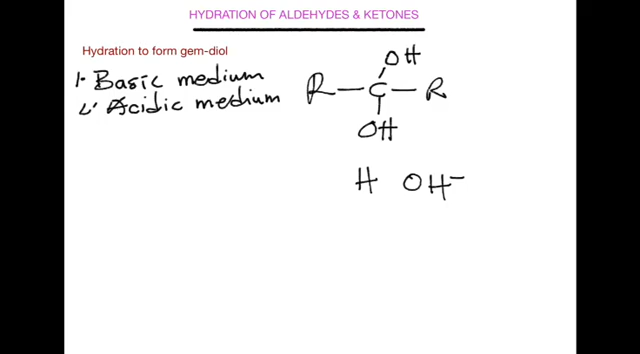 HYDRATION OF ALDEHYDES & KETONES
Hydration to form gem-diol
1. Basic medium
2. Acidic medium
OH
R—C—R
OH
H OH⁻